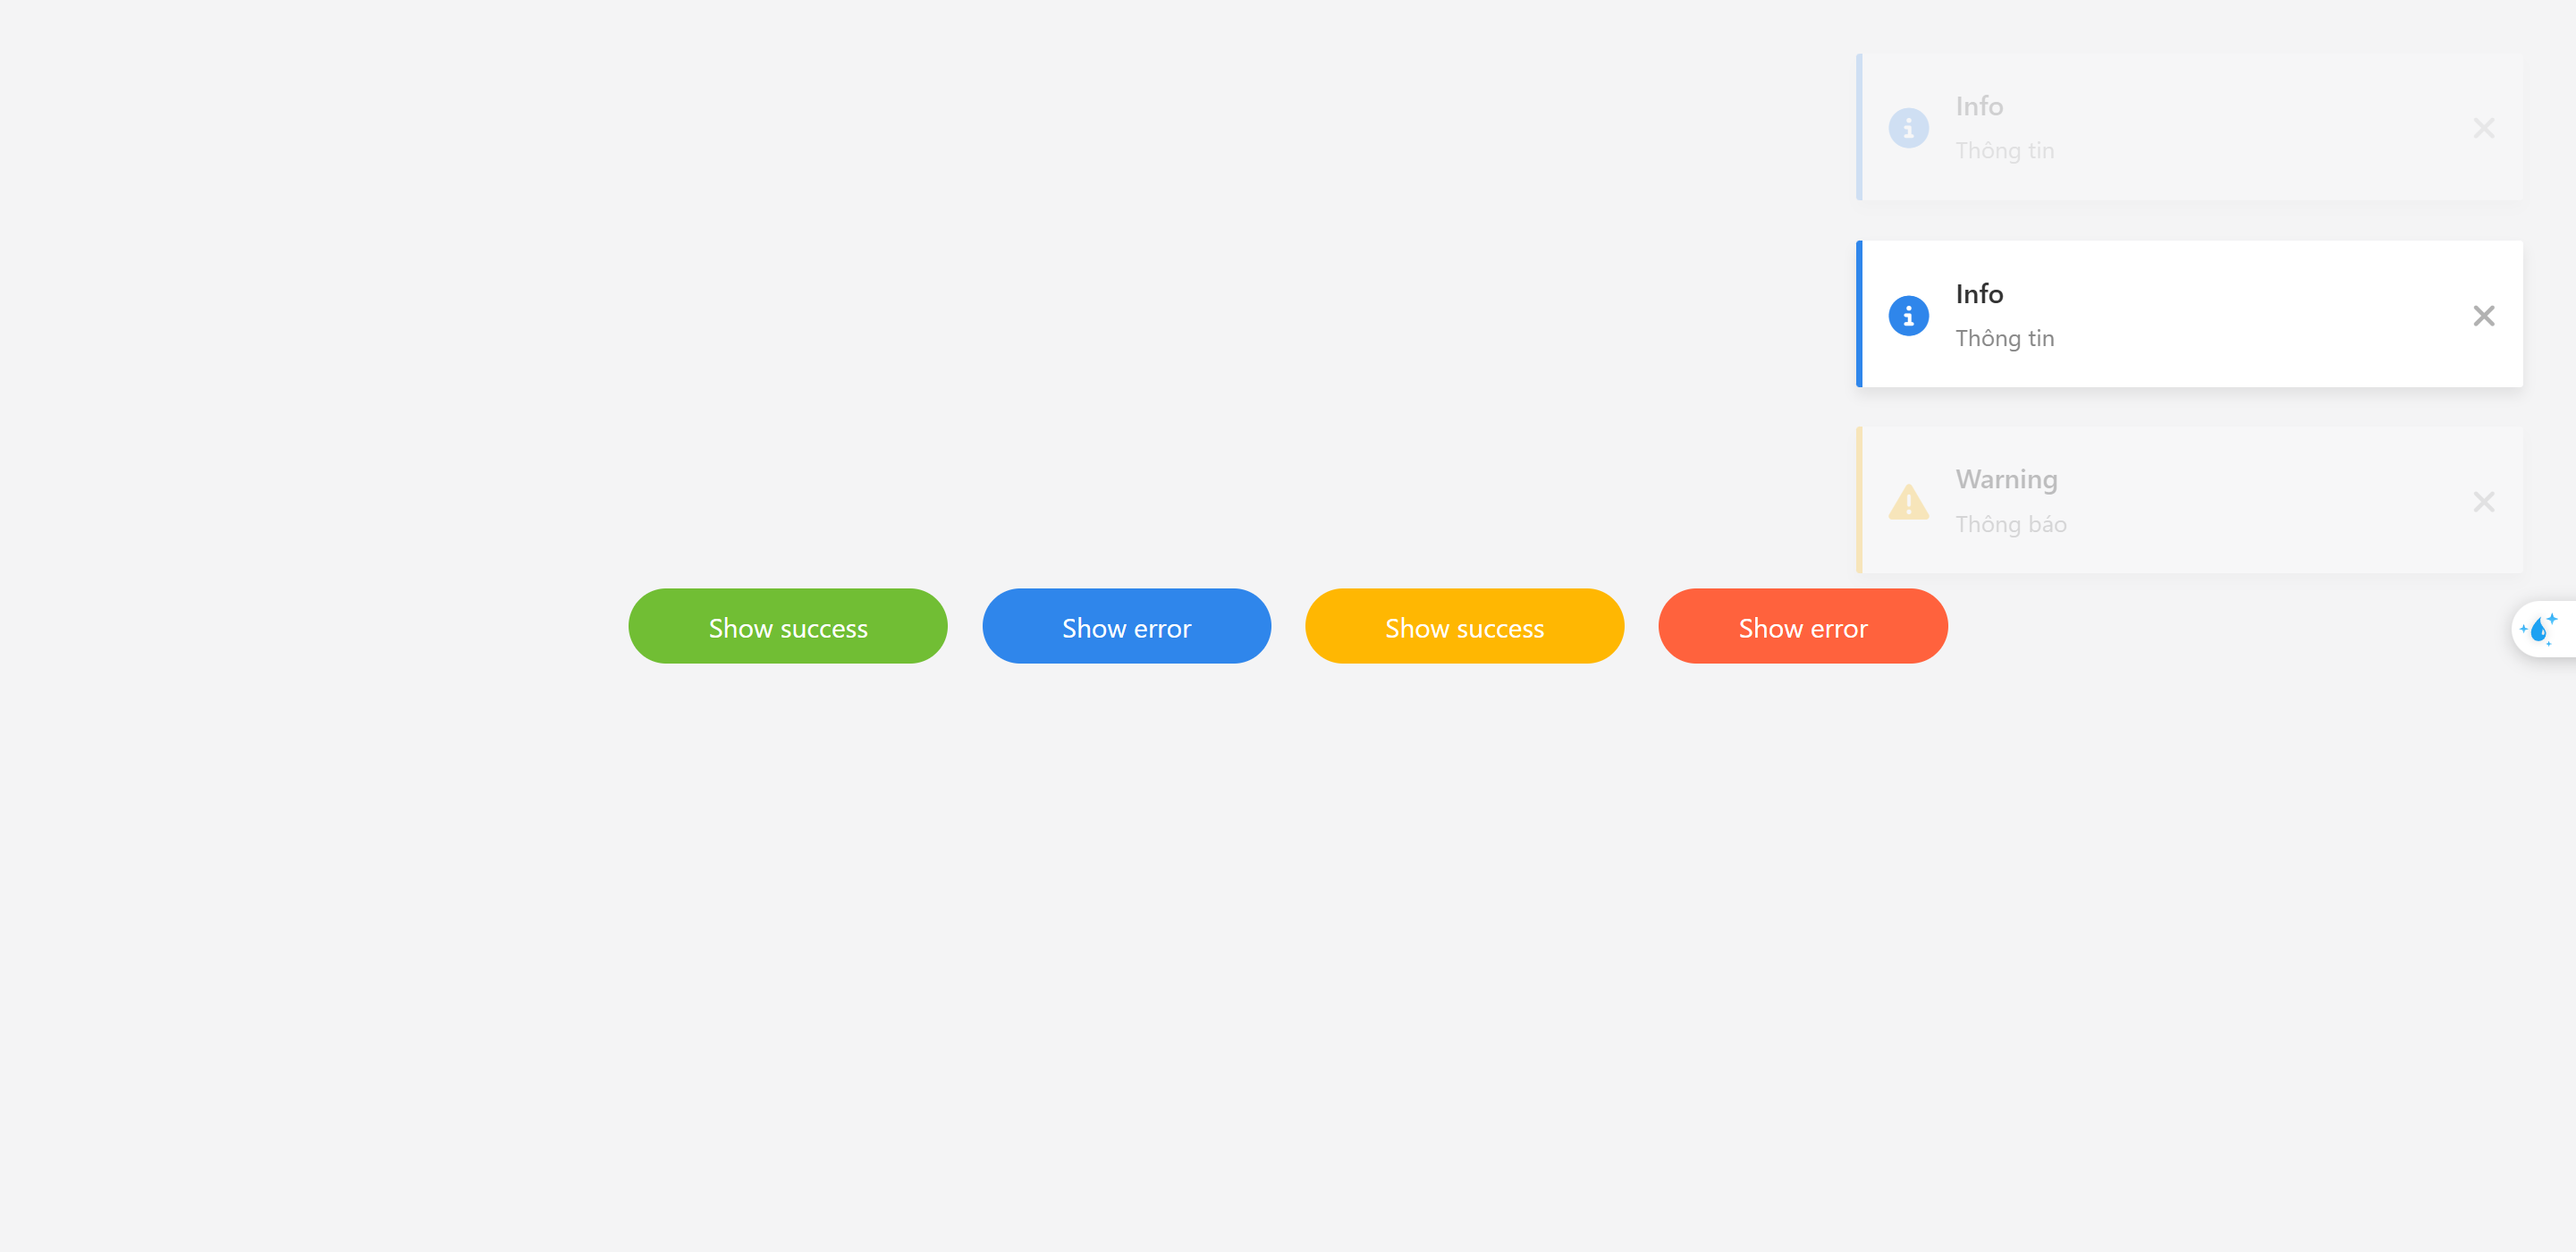 Info
Thông tin
Info
Thông tin
Warning
Thông báo
Show success
Show error
Show success
Show error